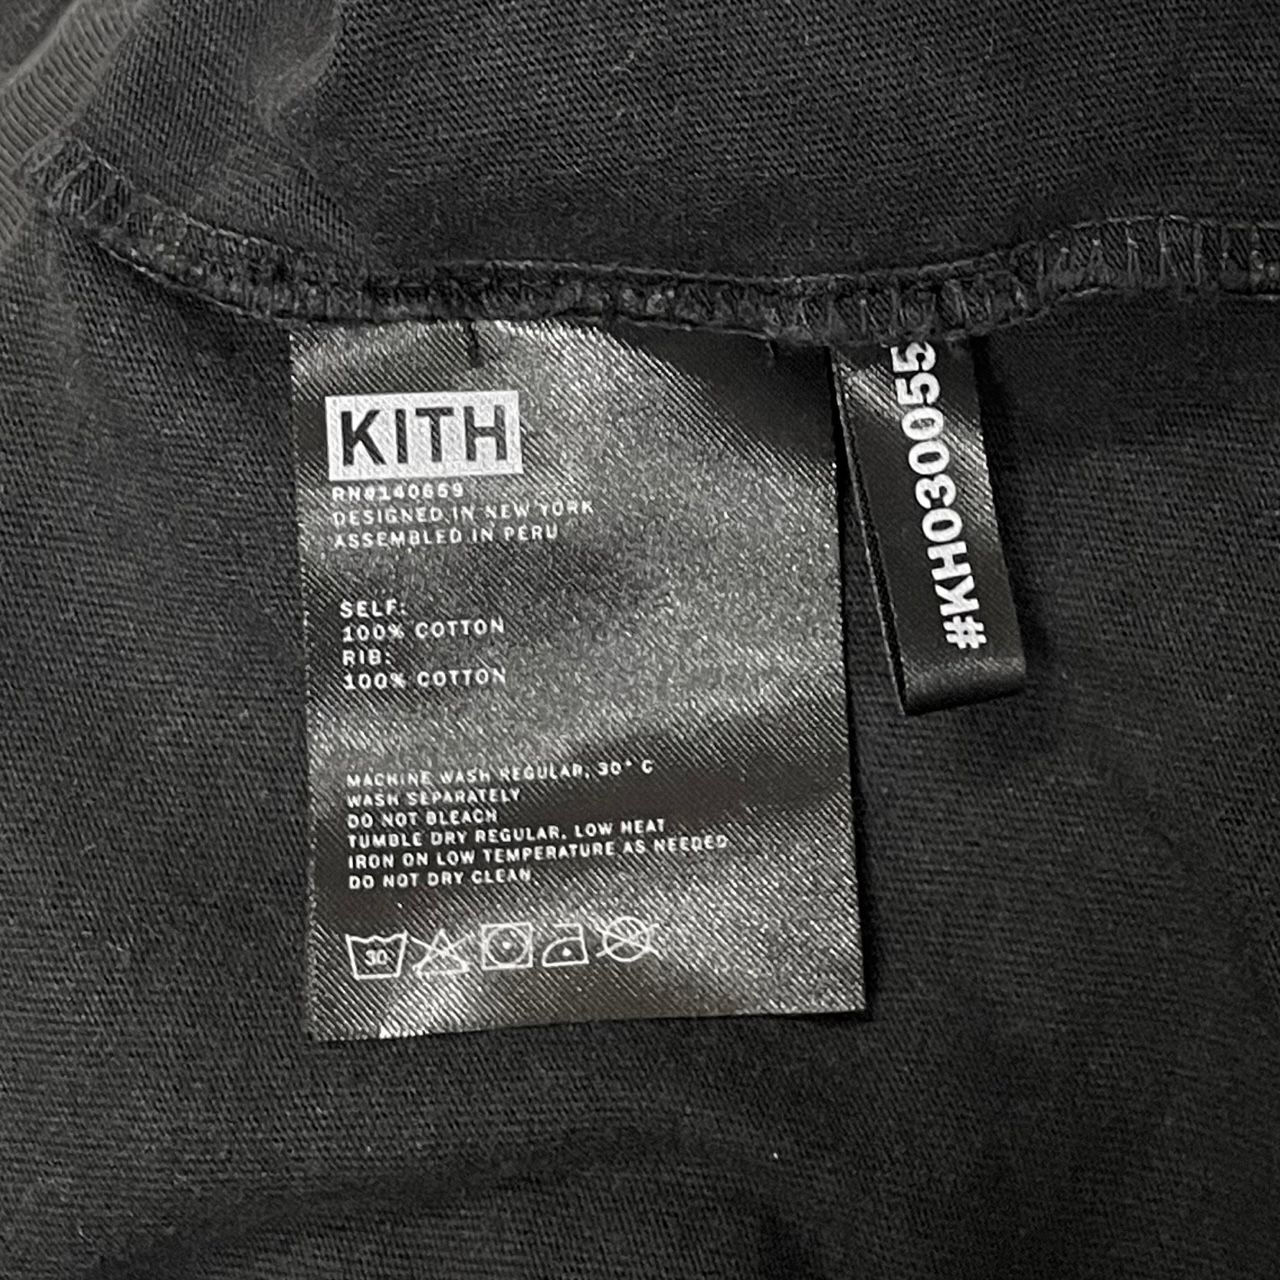 KITH
RN#140659
DESIGNED IN NEW YORK
ASSEMBLED IN PERU
SELF:
100% COTTON
RIB:
100% COTTON
MACHINE WASH REGULAR, 30° C
WASH SEPARATELY
DO NOT BLEACH
TUMBLE DRY REGULAR, LOW HEAT
IRON ON LOW TEMPERATURE AS NEEDED
DO NOT DRY CLEAN
30
#KH030055